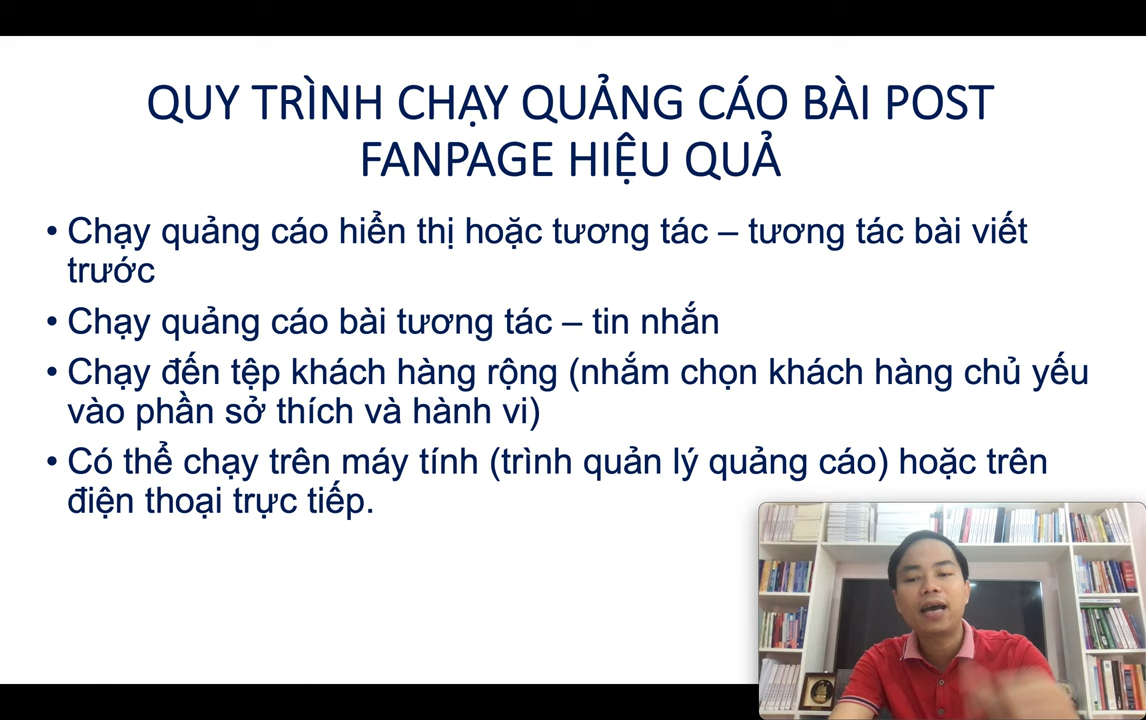 QUY TRÌNH CHẠY QUẢNG CÁO BÀI POST
FANPAGE HIỆU QUẢ
• Chạy quảng cáo hiển thị hoặc tương tác – tương tác bài viết
trước
• Chạy quảng cáo bài tương tác – tin nhắn
• Chạy đến tệp khách hàng rộng (nhắm chọn khách hàng chủ yếu
vào phần sở thích và hành vi)
• Có thể chạy trên máy tính (trình quản lý quảng cáo) hoặc trên
điện thoại trực tiếp.